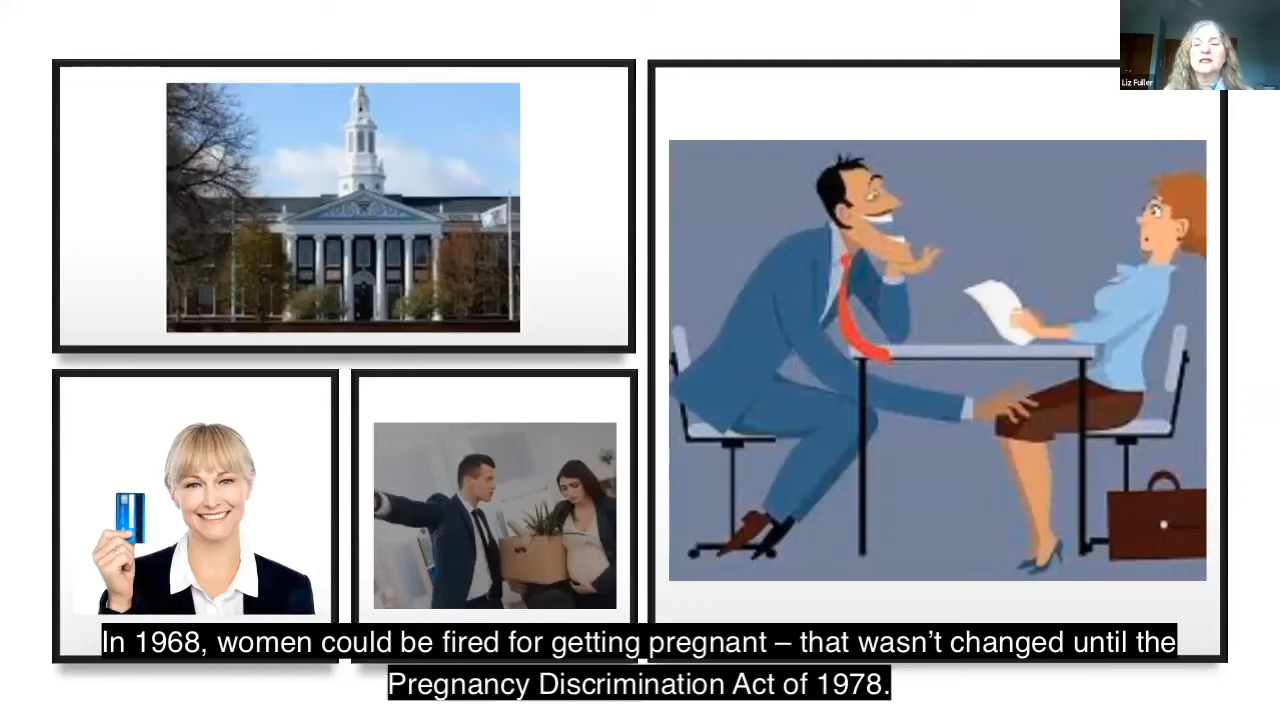 Liz Fuller
In 1968, women could be fired for getting pregnant – that wasn’t changed until the
Pregnancy Discrimination Act of 1978.